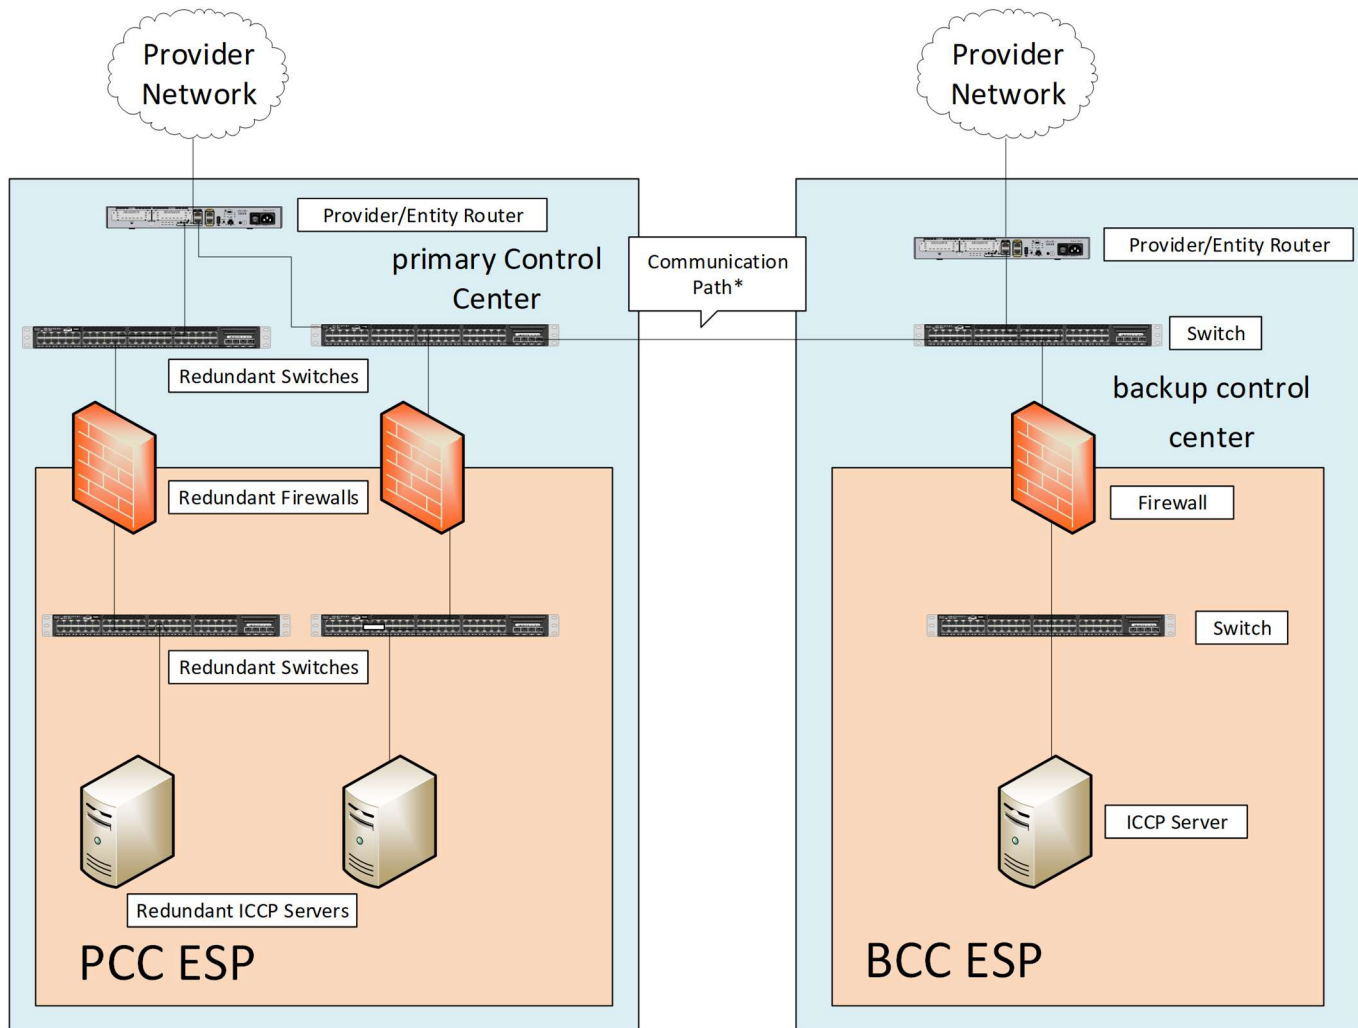 Provider
Network
Provider
Network
Provider/Entity Router
primary Control
Center
Communication
Path*
Provider/Entity Router
Redundant Switches
Switch
backup control
center
Redundant Firewalls
Firewall
Redundant Switches
Switch
ICCP Server
Redundant ICCP Servers
PCC ESP
BCC ESP